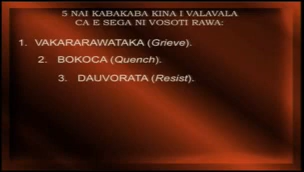 5 NAI KABAKABA KINA I VALAVALA
CA E SEGA NI VOSOTI RAWA:
1. VAKARARAWATAKA (Grieve).
2. BOKOCA (Quench).
3. DAUVORATA (Resist).